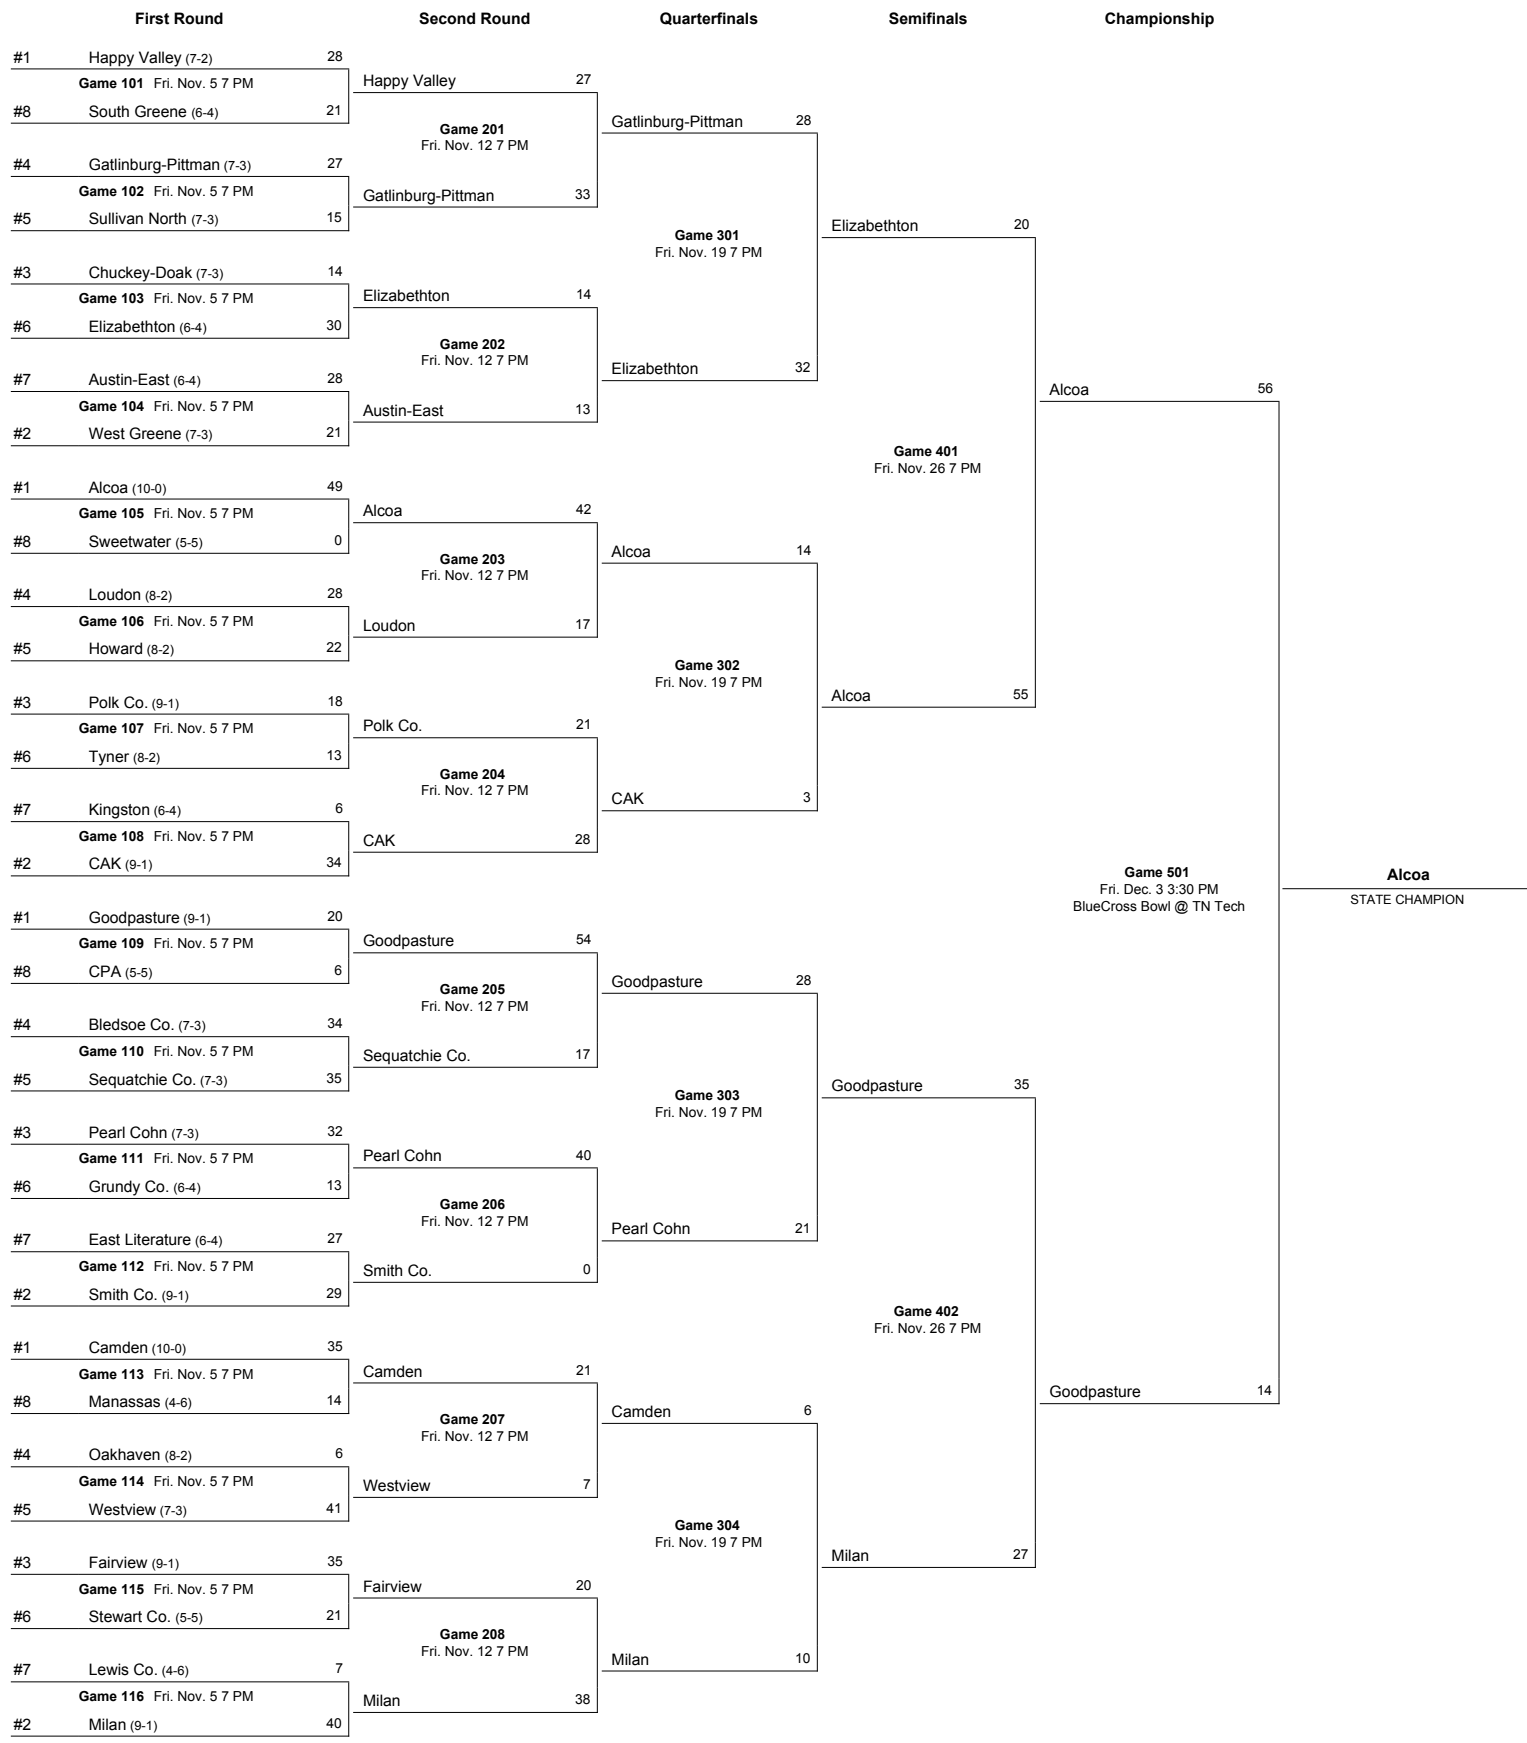 First Round Second Round Quarterfinals Semifinals Championship
#1 Happy Valley (7-2) 28
Game 101 Fri. Nov. 5 7 PM
#8 South Greene (6-4) 21
#4 Gatlinburg-Pittman (7-3) 27
Game 102 Fri. Nov. 5 7 PM
#5 Sullivan North (7-3) 15
#3 Chuckey-Doak (7-3) 14
Game 103 Fri. Nov. 5 7 PM
#6 Elizabethton (6-4) 30
#7 Austin-East (6-4) 28
Game 104 Fri. Nov. 5 7 PM
#2 West Greene (7-3) 21
#1 Alcoa (10-0) 49
Game 105 Fri. Nov. 5 7 PM
#8 Sweetwater (5-5) 0
#4 Loudon (8-2) 28
Game 106 Fri. Nov. 5 7 PM
#5 Howard (8-2) 22
#3 Polk Co. (9-1) 18
Game 107 Fri. Nov. 5 7 PM
#6 Tyner (8-2) 13
#7 Kingston (6-4) 6
Game 108 Fri. Nov. 5 7 PM
#2 CAK (9-1) 34
#1 Goodpasture (9-1) 20
Game 109 Fri. Nov. 5 7 PM
#8 CPA (5-5) 6
#4 Bledsoe Co. (7-3) 34
Game 110 Fri. Nov. 5 7 PM
#5 Sequatchie Co. (7-3) 35
#3 Pearl Cohn (7-3) 32
Game 111 Fri. Nov. 5 7 PM
#6 Grundy Co. (6-4) 13
#7 East Literature (6-4) 27
Game 112 Fri. Nov. 5 7 PM
#2 Smith Co. (9-1) 29
#1 Camden (10-0) 35
Game 113 Fri. Nov. 5 7 PM
#8 Manassas (4-6) 14
#4 Oakhaven (8-2) 6
Game 114 Fri. Nov. 5 7 PM
#5 Westview (7-3) 41
#3 Fairview (9-1) 35
Game 115 Fri. Nov. 5 7 PM
#6 Stewart Co. (5-5) 21
#7 Lewis Co. (4-6) 7
Game 116 Fri. Nov. 5 7 PM
#2 Milan (9-1) 40
Happy Valley 27
Game 201
Fri. Nov. 12 7 PM
Gatlinburg-Pittman 33
Elizabethton 14
Game 202
Fri. Nov. 12 7 PM
Austin-East 13
Alcoa 42
Game 203
Fri. Nov. 12 7 PM
Loudon 17
Polk Co. 21
Game 204
Fri. Nov. 12 7 PM
CAK 28
Goodpasture 54
Game 205
Fri. Nov. 12 7 PM
Sequatchie Co. 17
Pearl Cohn 40
Game 206
Fri. Nov. 12 7 PM
Smith Co. 0
Camden 21
Game 207
Fri. Nov. 12 7 PM
Westview 7
Fairview 20
Game 208
Fri. Nov. 12 7 PM
Milan 38
Gatlinburg-Pittman 28
Game 301
Fri. Nov. 19 7 PM
Elizabethton 32
Alcoa 14
Game 302
Fri. Nov. 19 7 PM
CAK 3
Goodpasture 28
Game 303
Fri. Nov. 19 7 PM
Pearl Cohn 21
Camden 6
Game 304
Fri. Nov. 19 7 PM
Milan 10
Elizabethton 20
Game 401
Fri. Nov. 26 7 PM
Alcoa 55
Goodpasture 35
Game 402
Fri. Nov. 26 7 PM
Milan 27
Alcoa 56
Game 501
Fri. Dec. 3 3:30 PM
BlueCross Bowl @ TN Tech
Goodpasture 14
Alcoa
STATE CHAMPION